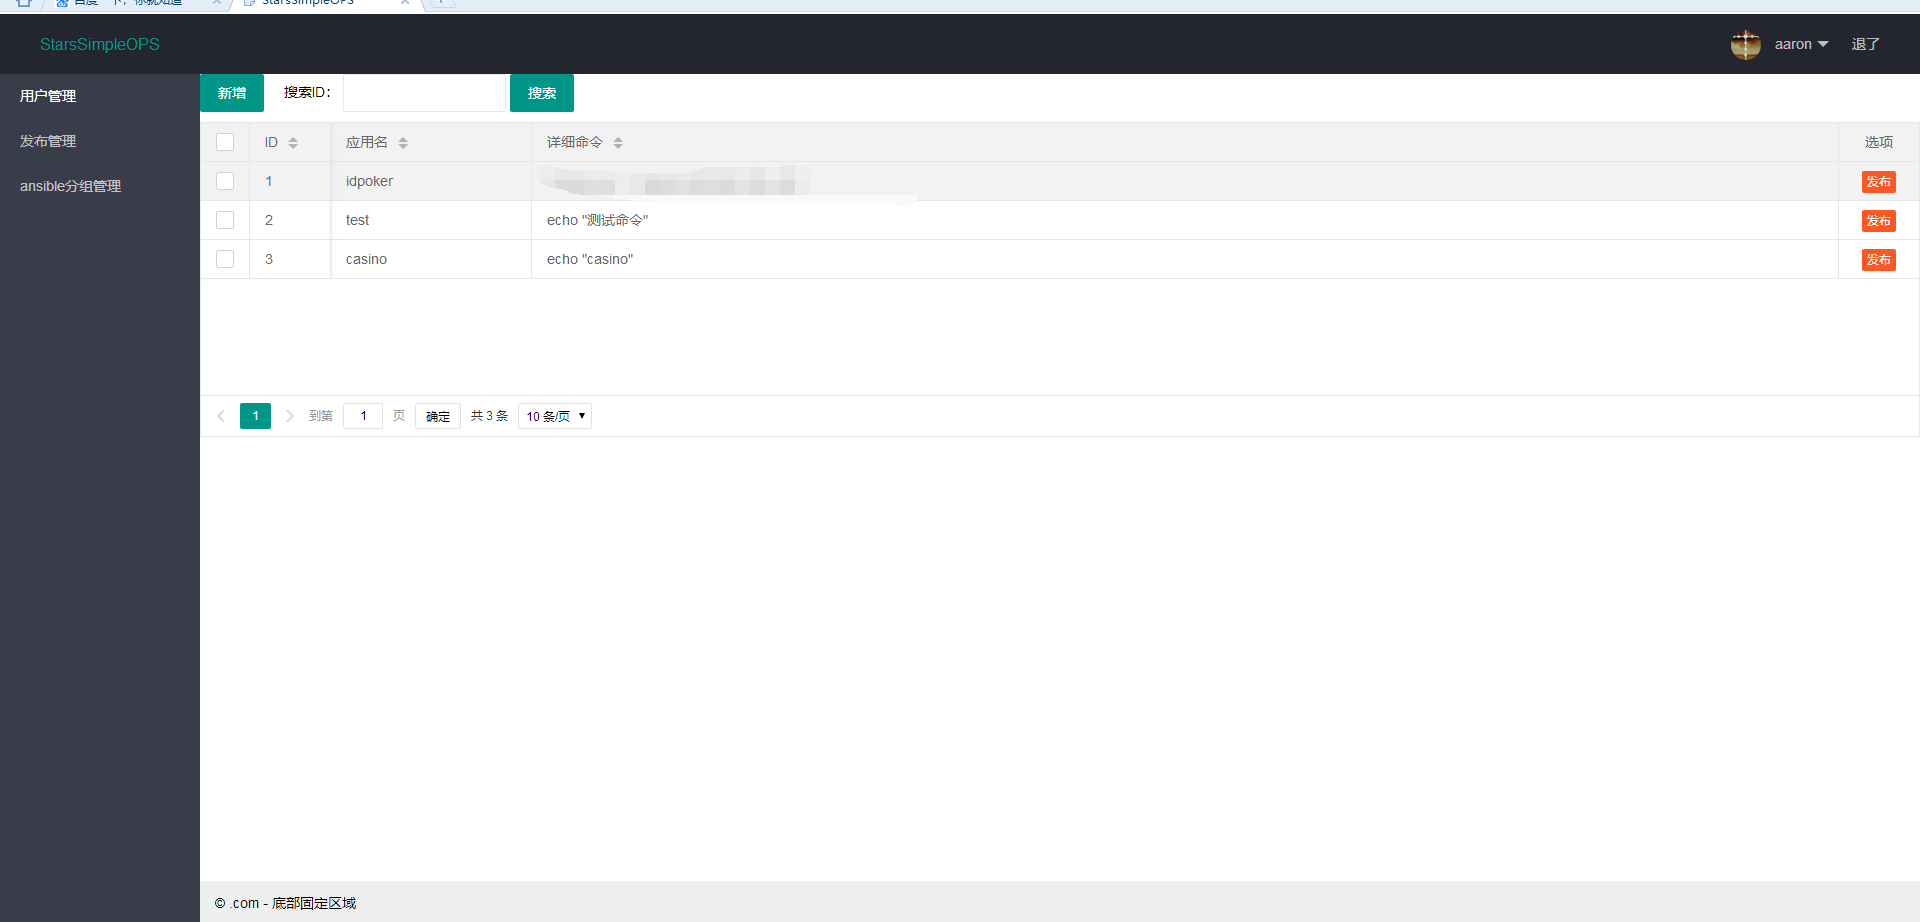 StarsSimpleOPS
aaron 退了
用户管理
发布管理
ansible分组管理
新增 搜索ID: 搜索
ID 应用名 详细命令 选项
1 idpoker 发布
2 test echo "测试命令" 发布
3 casino echo "casino" 发布
1 到第 1 页 确定 共 3 条 10 条/页
© .com - 底部固定区域